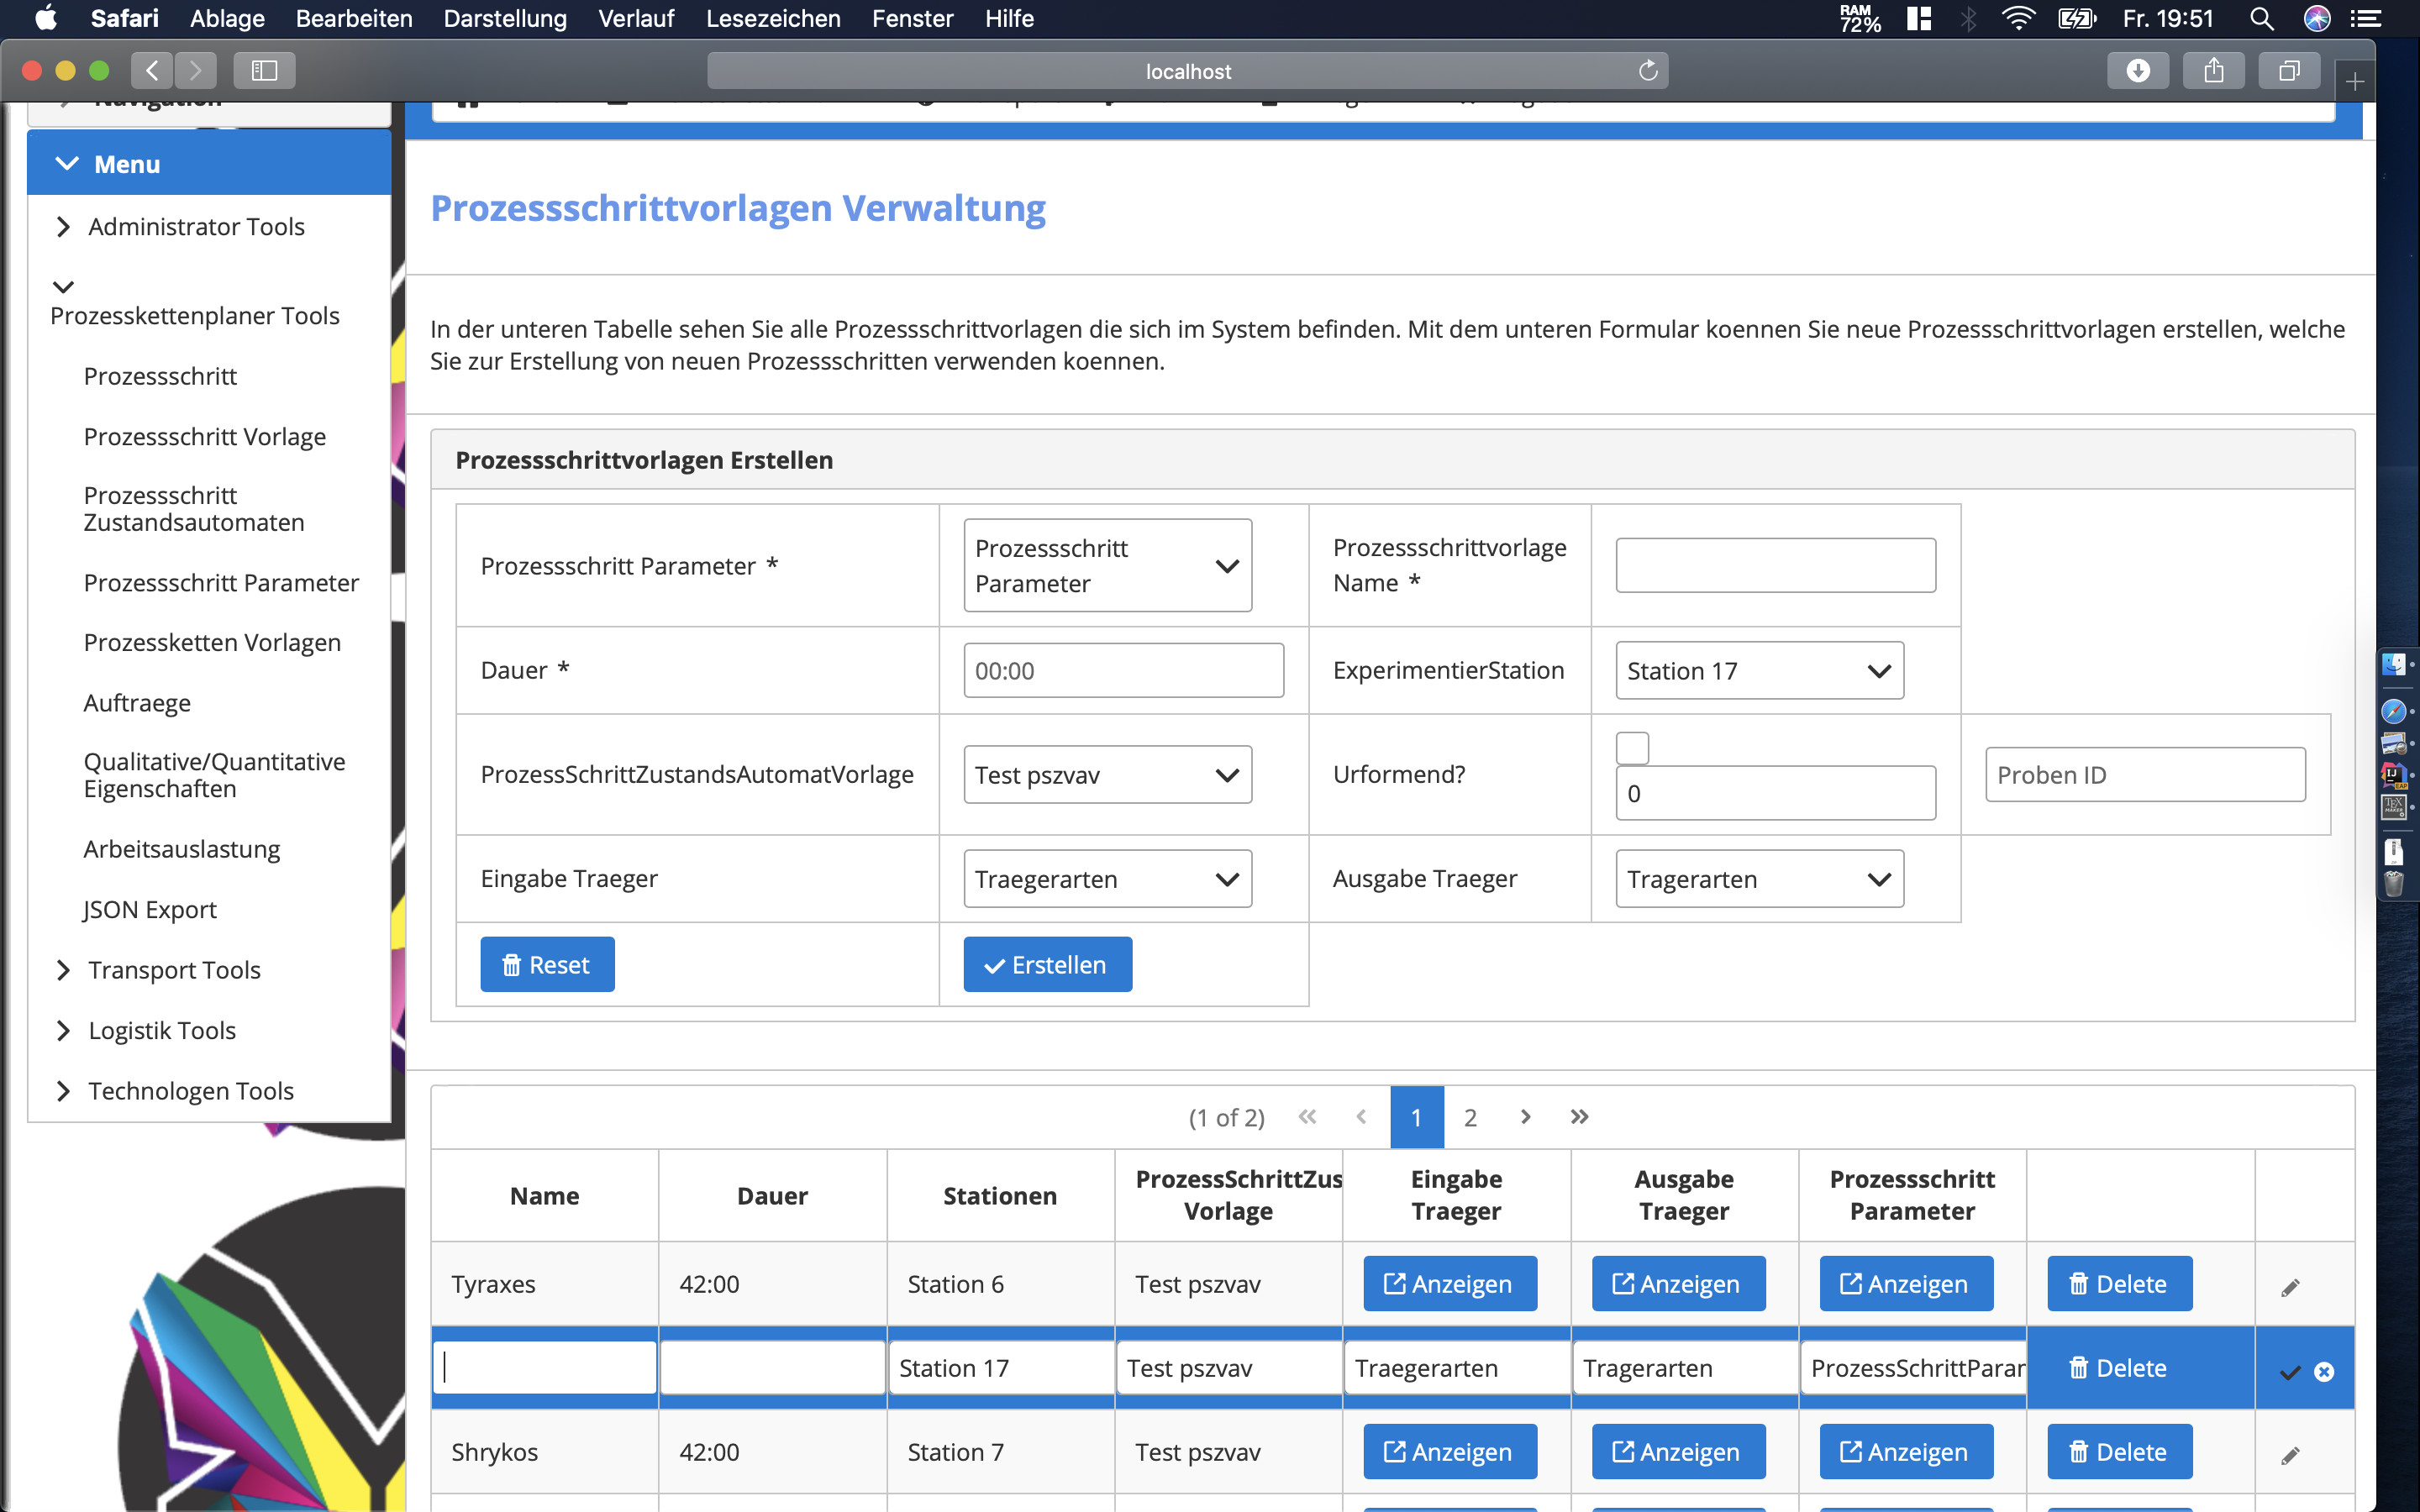 Safari Ablage Bearbeiten Darstellung Verlauf Lesezeichen Fenster Hilfe RAM 72% Fr. 19:51
localhost
Navigation
Menu
Administrator Tools
Prozesskettenplaner Tools
Prozessschritt
Prozessschritt Vorlage
Prozessschritt
Zustandsautomaten
Prozessschritt Parameter
Prozessketten Vorlagen
Auftraege
Qualitative/Quantitative
Eigenschaften
Arbeitsauslastung
JSON Export
Transport Tools
Logistik Tools
Technologen Tools
Prozessschrittvorlagen Verwaltung
In der unteren Tabelle sehen Sie alle Prozessschrittvorlagen die sich im System befinden. Mit dem unteren Formular koennen Sie neue Prozessschrittvorlagen erstellen, welche
Sie zur Erstellung von neuen Prozessschritten verwenden koennen.
Prozessschrittvorlagen Erstellen
Prozessschritt Parameter *
Prozessschritt
Parameter
Prozessschrittvorlage
Name *
Dauer * 00:00 ExperimentierStation Station 17
ProzessSchrittZustandsAutomatVorlage Test pszvav Urformend? 0 Proben ID
Eingabe Traeger Traegerarten Ausgabe Traeger Tragerarten
Reset Erstellen
(1 of 2) 1 2
Name Dauer Stationen
ProzessSchrittZus
Vorlage
Eingabe
Traeger
Ausgabe
Traeger
Prozessschritt
Parameter
Tyraxes 42:00 Station 6 Test pszvav Anzeigen Anzeigen Anzeigen Delete
Station 17 Test pszvav Traegerarten Tragerarten ProzessSchrittParar Delete
Shrykos 42:00 Station 7 Test pszvav Anzeigen Anzeigen Anzeigen Delete